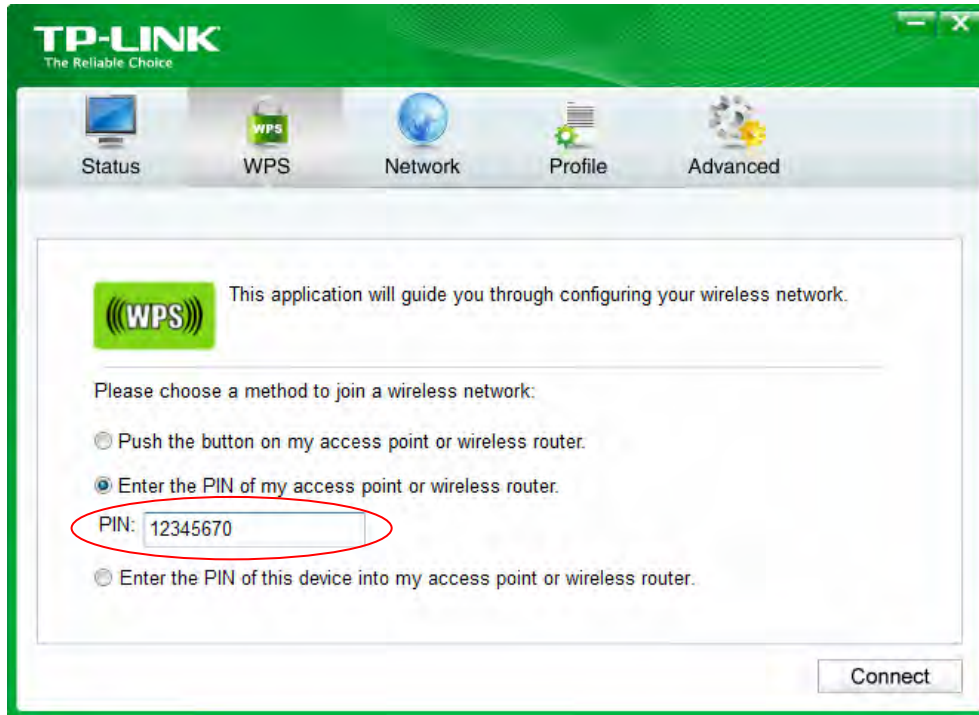 TP-LINK
The Reliable Choice
Status
WPS
WPS
Network
Profile
Advanced
(((WPS)))
This application will guide you through configuring your wireless network.
Please choose a method to join a wireless network:
Push the button on my access point or wireless router.
Enter the PIN of my access point or wireless router.
PIN: 12345670
Enter the PIN of this device into my access point or wireless router.
Connect